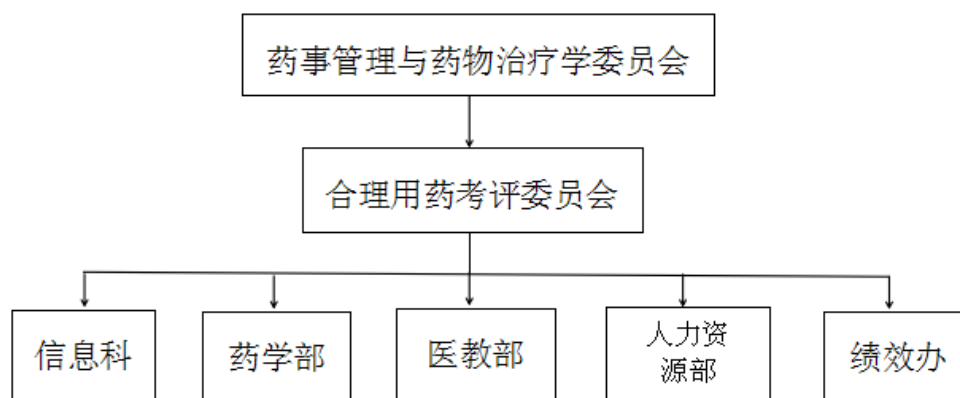 药事管理与药物治疗学委员会
合理用药考评委员会
信息科
药学部
医教部
人力资
源部
绩效办